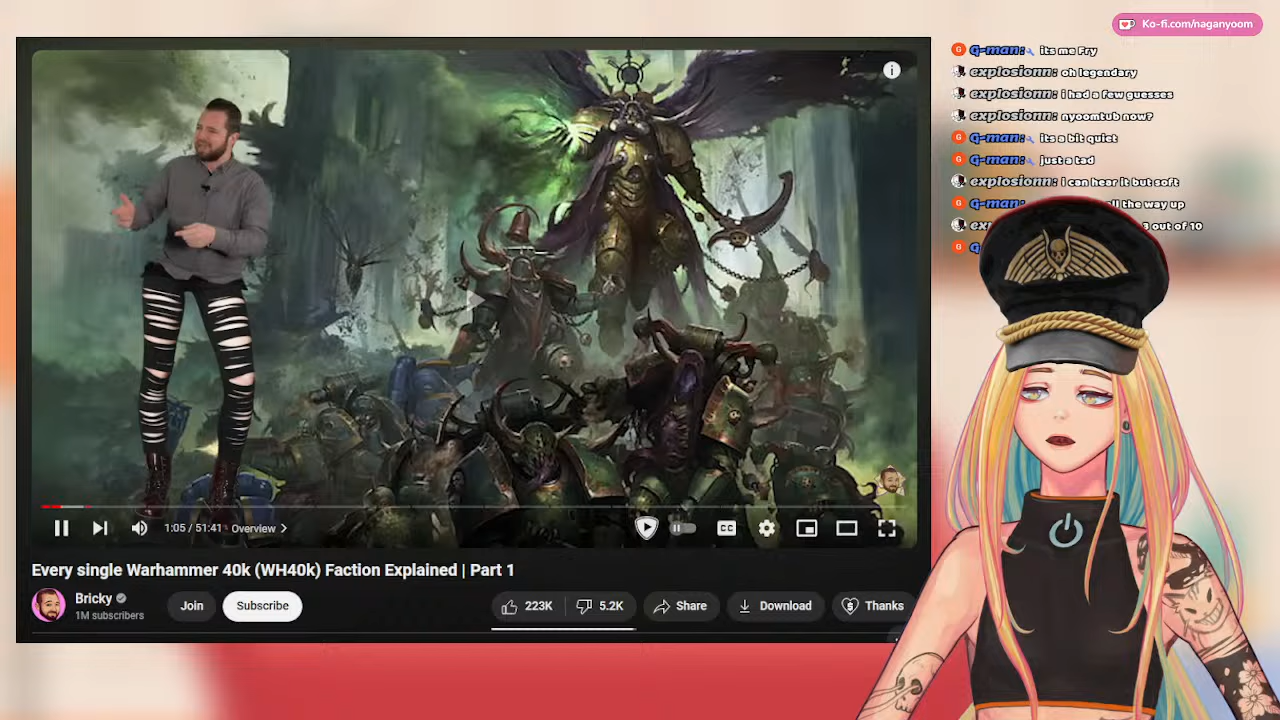 Ko-fi.com/naganyoom
G-man: its me Fry
explosionn: oh legendary
explosionn: i had a few guesses
explosionn: nyoomtub now?
G-man: its a bit quiet
G-man: just a tad
explosionn: i can hear it but soft
G-man: all the way up
3 out of 10
1:05 / 51:41 Overview
CC
Every single Warhammer 40k (WH40k) Faction Explained | Part 1
Bricky
1M subscribers
Join
Subscribe
223K
5.2K
Share
Download
Thanks